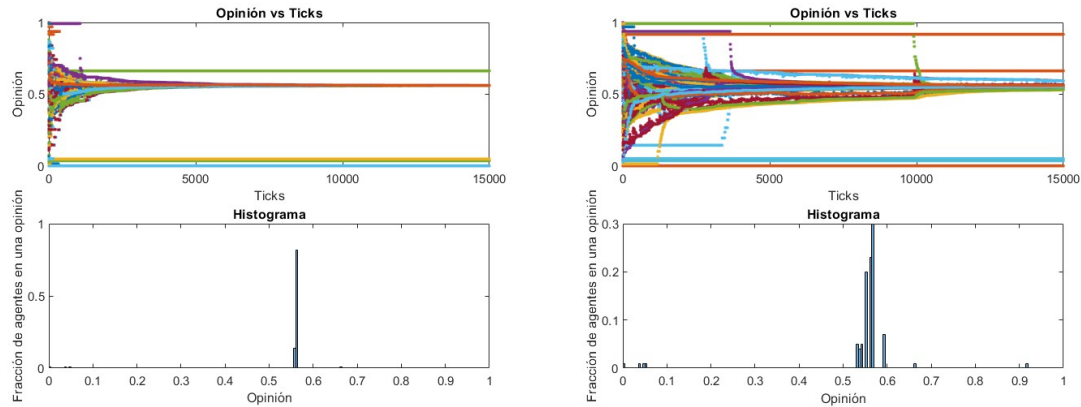 Opinión vs Ticks
1
0.5
0
Opinión
0 5000 10000 15000
Ticks
Histograma
1
0.5
0
Fracción de agentes en una opinión
0 0.1 0.2 0.3 0.4 0.5 0.6 0.7 0.8 0.9 1
Opinión
Opinión vs Ticks
1
0.5
0
Opinión
0 5000 10000 15000
Ticks
Histograma
0.3
0.2
0.1
0
Fracción de agentes en una opinión
0 0.1 0.2 0.3 0.4 0.5 0.6 0.7 0.8 0.9 1
Opinión